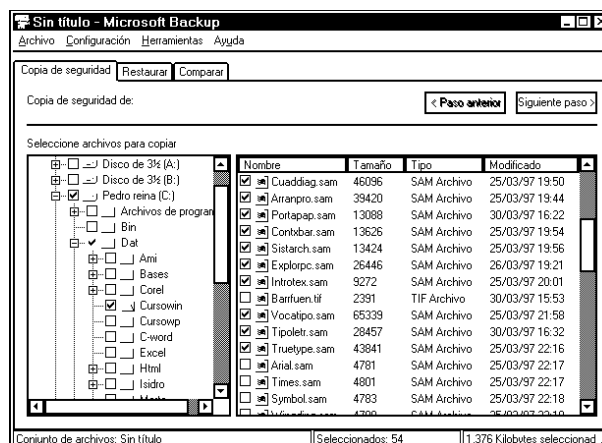 Sin título - Microsoft Backup
Archivo Configuración Herramientas Ayuda
Copia de seguridad Restaurar Comparar
Copia de seguridad de:
< Paso anterior Siguiente paso >
Seleccione archivos para copiar
Disco de 3½ (A:)
Disco de 3½ (B:)
Pedro reina (C:)
Archivos de program
Bin
Dat
Ami
Bases
Corel
Cursowin
Cursowp
C-word
Excel
Html
Isidro
Nombre Tamaño Tipo Modificado
Cuaddiag.sam 46096 SAM Archivo 25/03/97 19:50
Arranpro.sam 39420 SAM Archivo 25/03/97 19:44
Portapap.sam 13088 SAM Archivo 30/03/97 16:22
Contxbar.sam 13626 SAM Archivo 25/03/97 19:54
Sistarch.sam 13424 SAM Archivo 25/03/97 19:56
Explorpc.sam 26446 SAM Archivo 26/03/97 19:21
Introtex.sam 9272 SAM Archivo 25/03/97 20:01
Barrfuen.tif 2391 TIF Archivo 30/03/97 15:53
Vocatipo.sam 65339 SAM Archivo 25/03/97 21:58
Tipoletr.sam 28457 SAM Archivo 30/03/97 16:32
Truetype.sam 43841 SAM Archivo 25/03/97 22:16
Arial.sam 4781 SAM Archivo 25/03/97 22:17
Times.sam 4801 SAM Archivo 25/03/97 22:17
Symbol.sam 4783 SAM Archivo 25/03/97 22:18
Conjunto de archivos: Sin título Seleccionados: 54 1.376 Kilobytes seleccionad